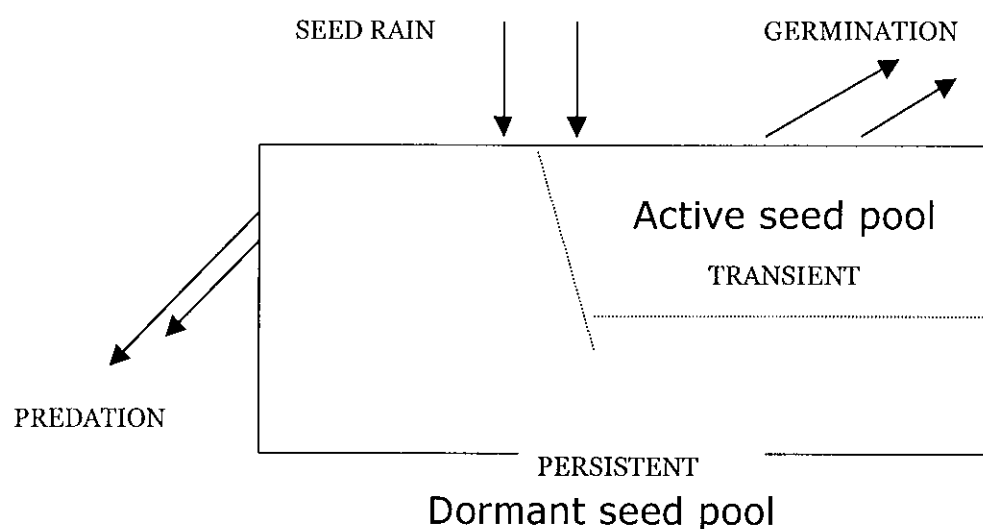 SEED RAIN
GERMINATION
Active seed pool
TRANSIENT
PREDATION
PERSISTENT
Dormant seed pool